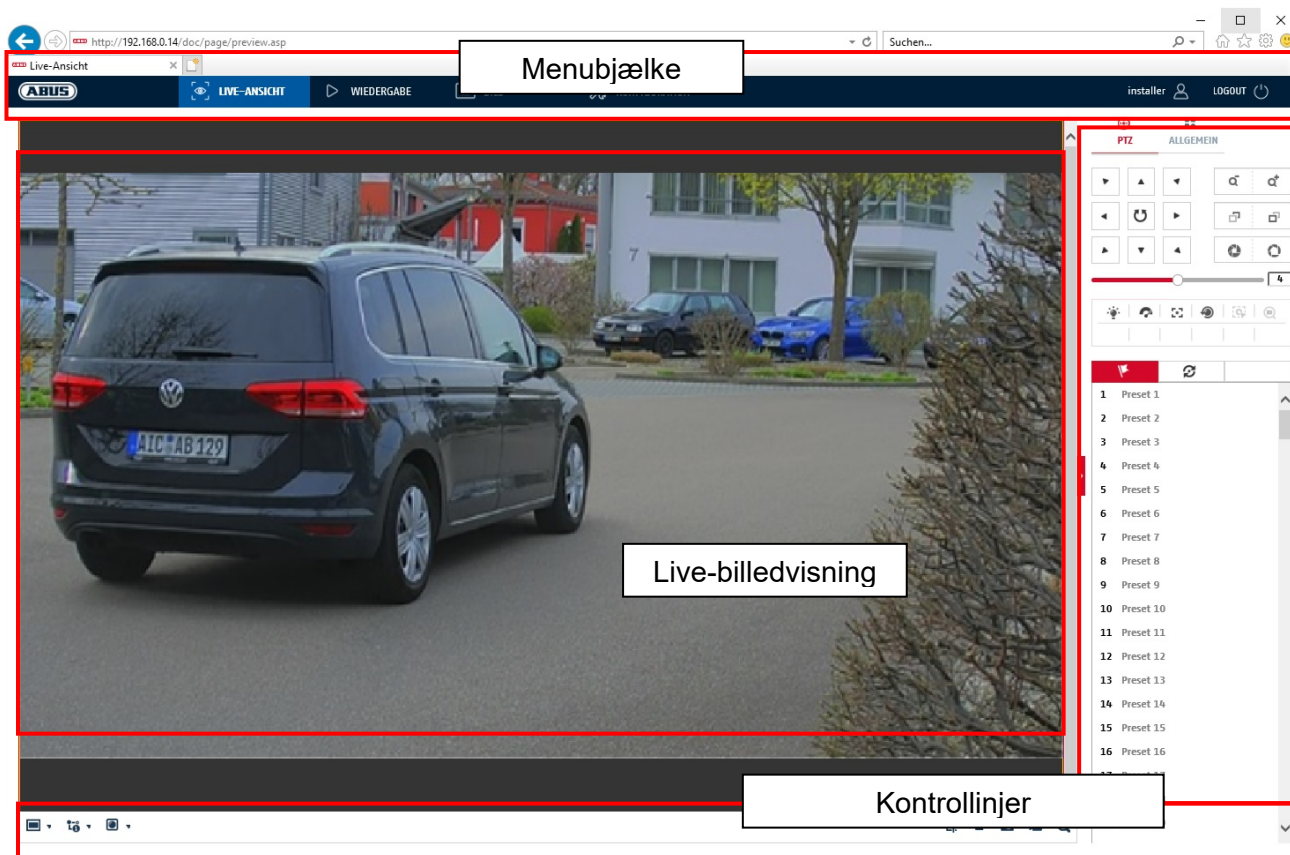 http://192.168.0.14/doc/page/preview.asp
Suchen...
Live-Ansicht
Menubjælke
ABUS
LIVE-ANSICHT
WIEDERGABE
installer
LOGOUT
PTZ
ALLGEMEIN
4
7
AIC AB 129
Live-billedvisning
1 Preset 1
2 Preset 2
3 Preset 3
4 Preset 4
5 Preset 5
6 Preset 6
7 Preset 7
8 Preset 8
9 Preset 9
10 Preset 10
11 Preset 11
12 Preset 12
13 Preset 13
14 Preset 14
15 Preset 15
16 Preset 16
Kontrollinjer